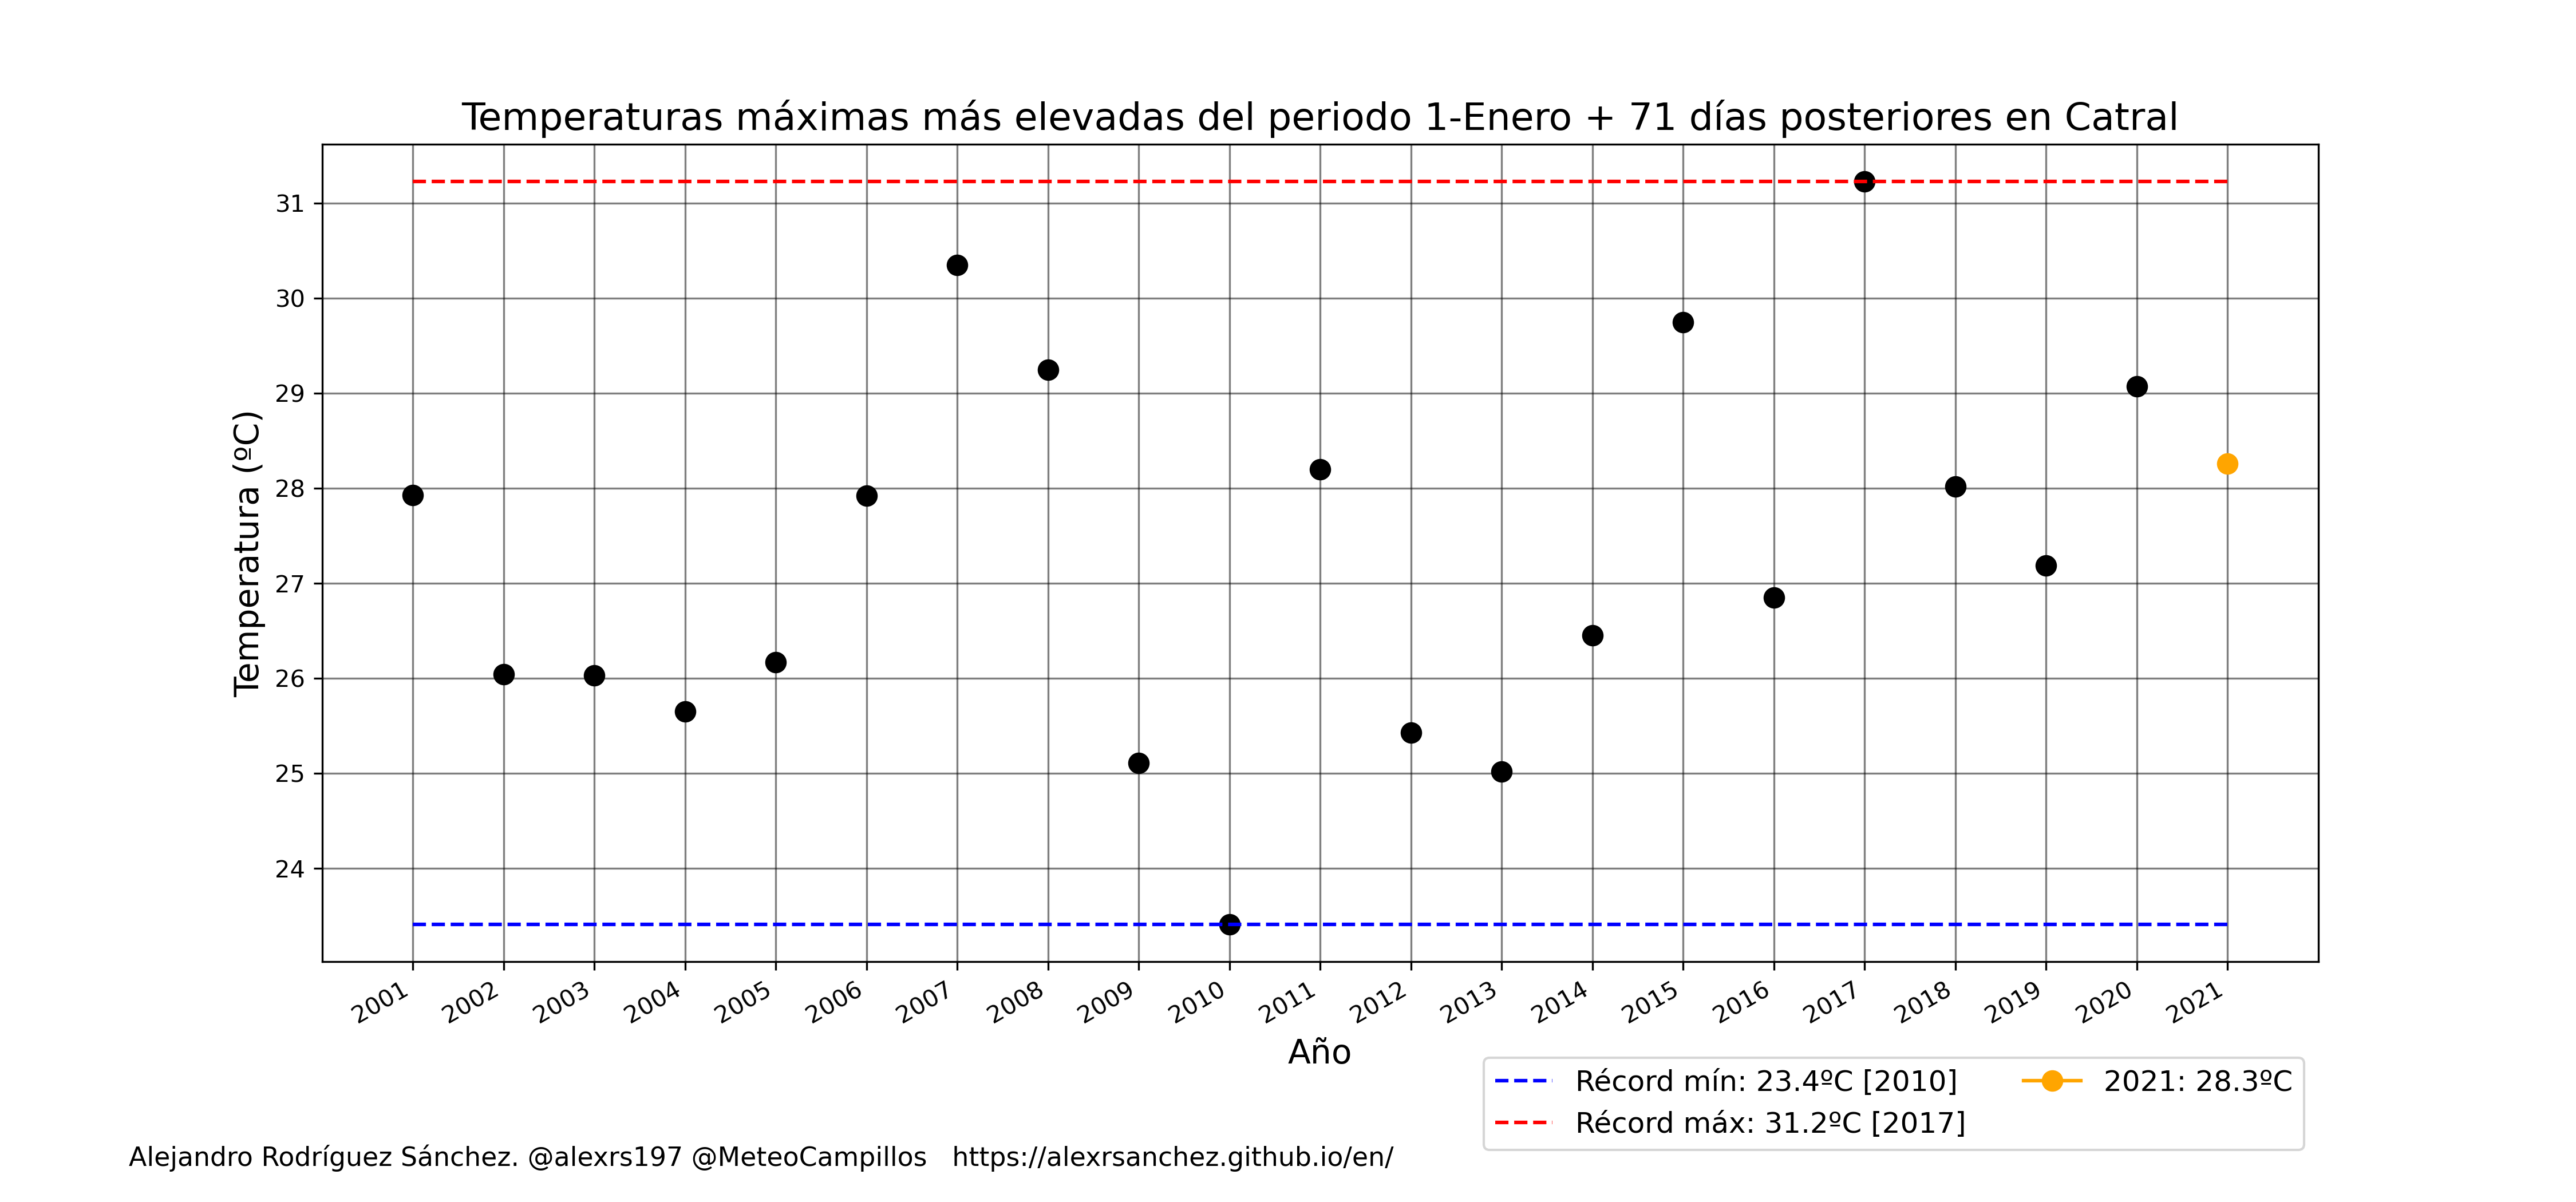 Temperaturas máximas más elevadas del periodo 1-Enero + 71 días posteriores en Catral
Temperatura (ºC)
31
30
29
28
27
26
25
24
2001 2002 2003 2004 2005 2006 2007 2008 2009 2010 2011 2012 2013 2014 2015 2016 2017 2018 2019 2020 2021
Año
Récord mín: 23.4ºC [2010]
Récord máx: 31.2ºC [2017]
2021: 28.3ºC
Alejandro Rodríguez Sánchez. @alexrs197 @MeteoCampillos https://alexrsanchez.github.io/en/